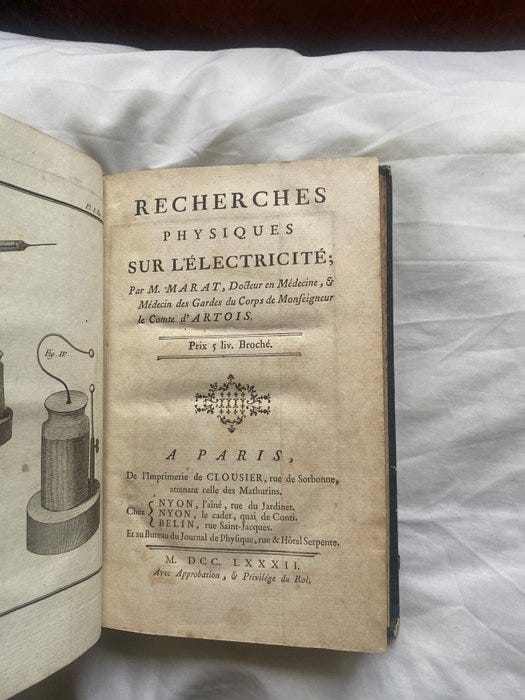 Pl. I.
Fig. IV.
RECHERCHES
PHYSIQUES
SUR L'ÉLECTRICITÉ;
Par M. MARAT, Docteur en Médecine, &
Médecin des Gardes du Corps de Monſeigneur
le Comte d'ARTOIS.
Prix 5 liv. Broché.
A PARIS,
De l'Imprimerie de CLOUSIER, rue de Sorbonne,
attenant celle des Mathurins.
Chez { NYON, l'aîné, rue du Jardinet.
NYON, le cadet, quai de Conti.
BELIN, rue Saint-Jacques.
Et au Bureau du Journal de Phyſique, rue & Hôtel Serpente.
M. DCC. LXXXII.
Avec Approbation, & Privilége du Roi.